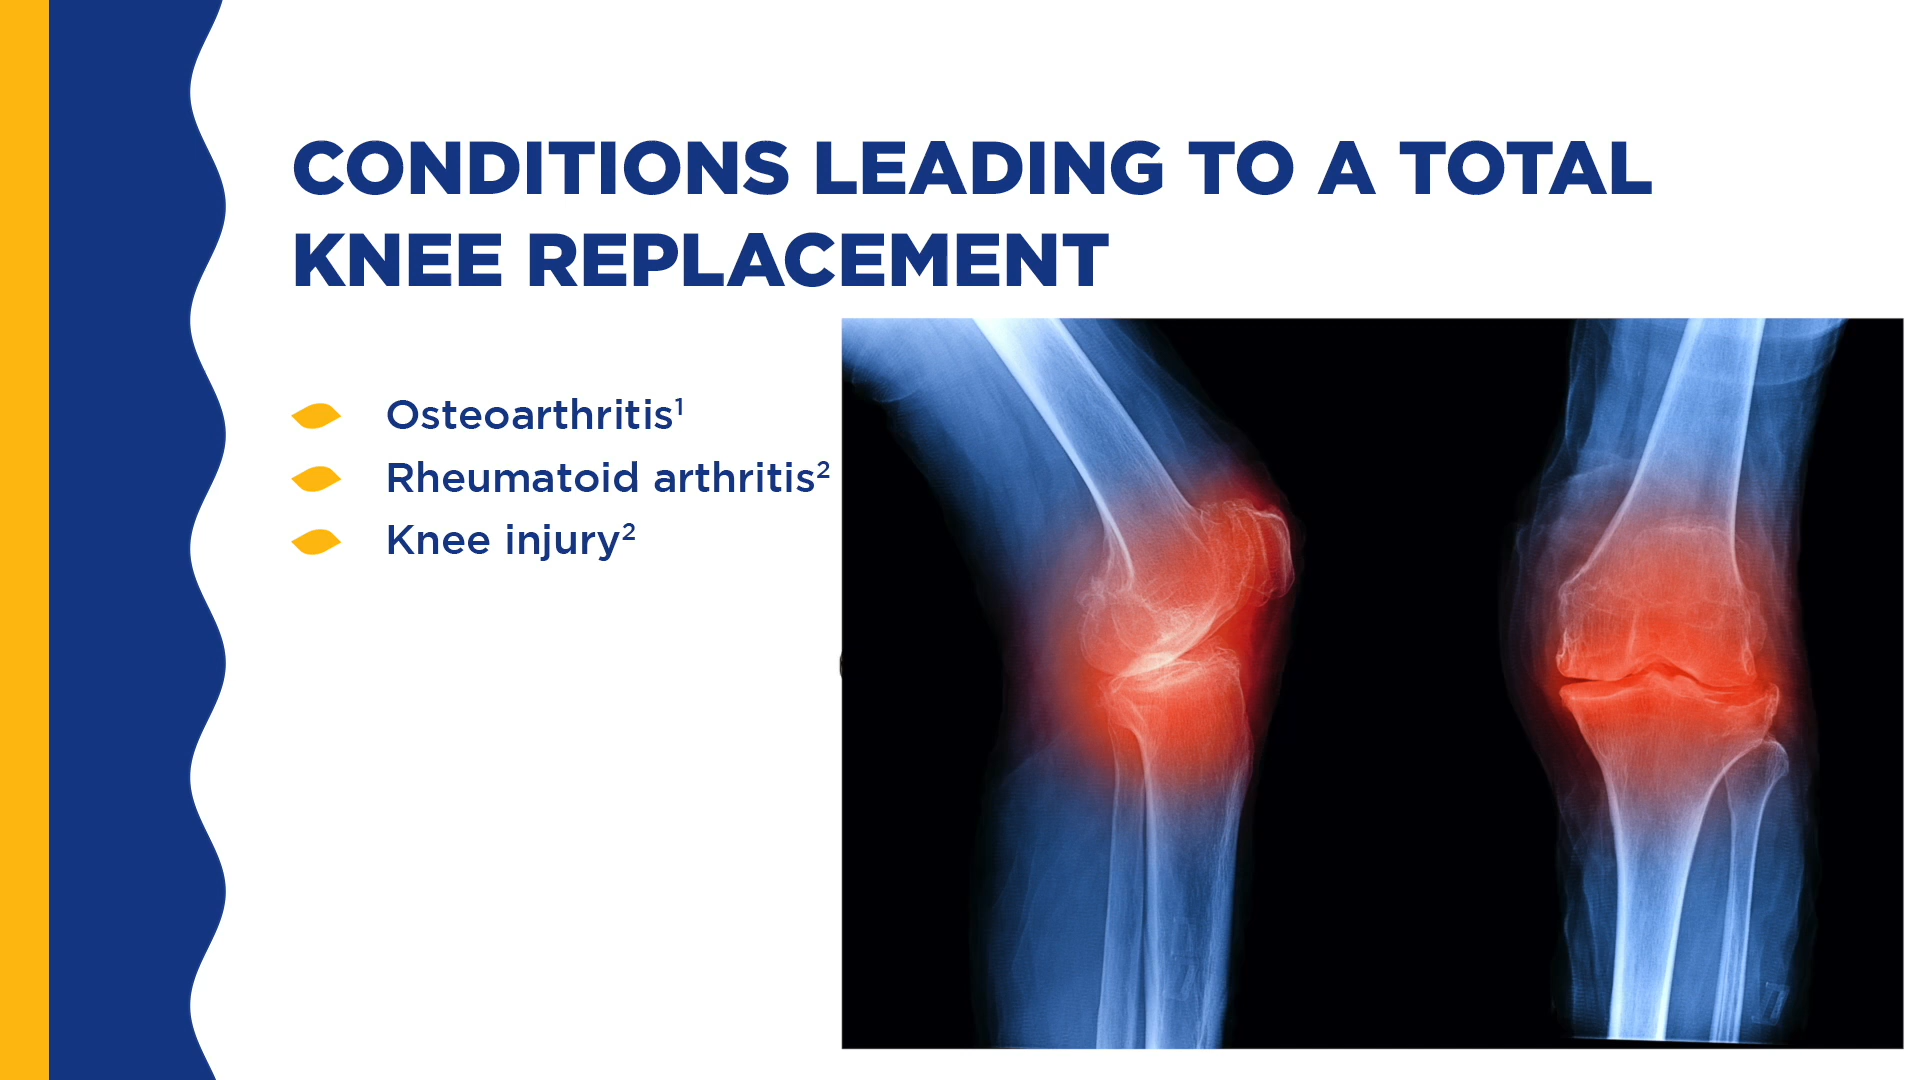 CONDITIONS LEADING TO A TOTAL
KNEE REPLACEMENT
Osteoarthritis¹
Rheumatoid arthritis²
Knee injury²